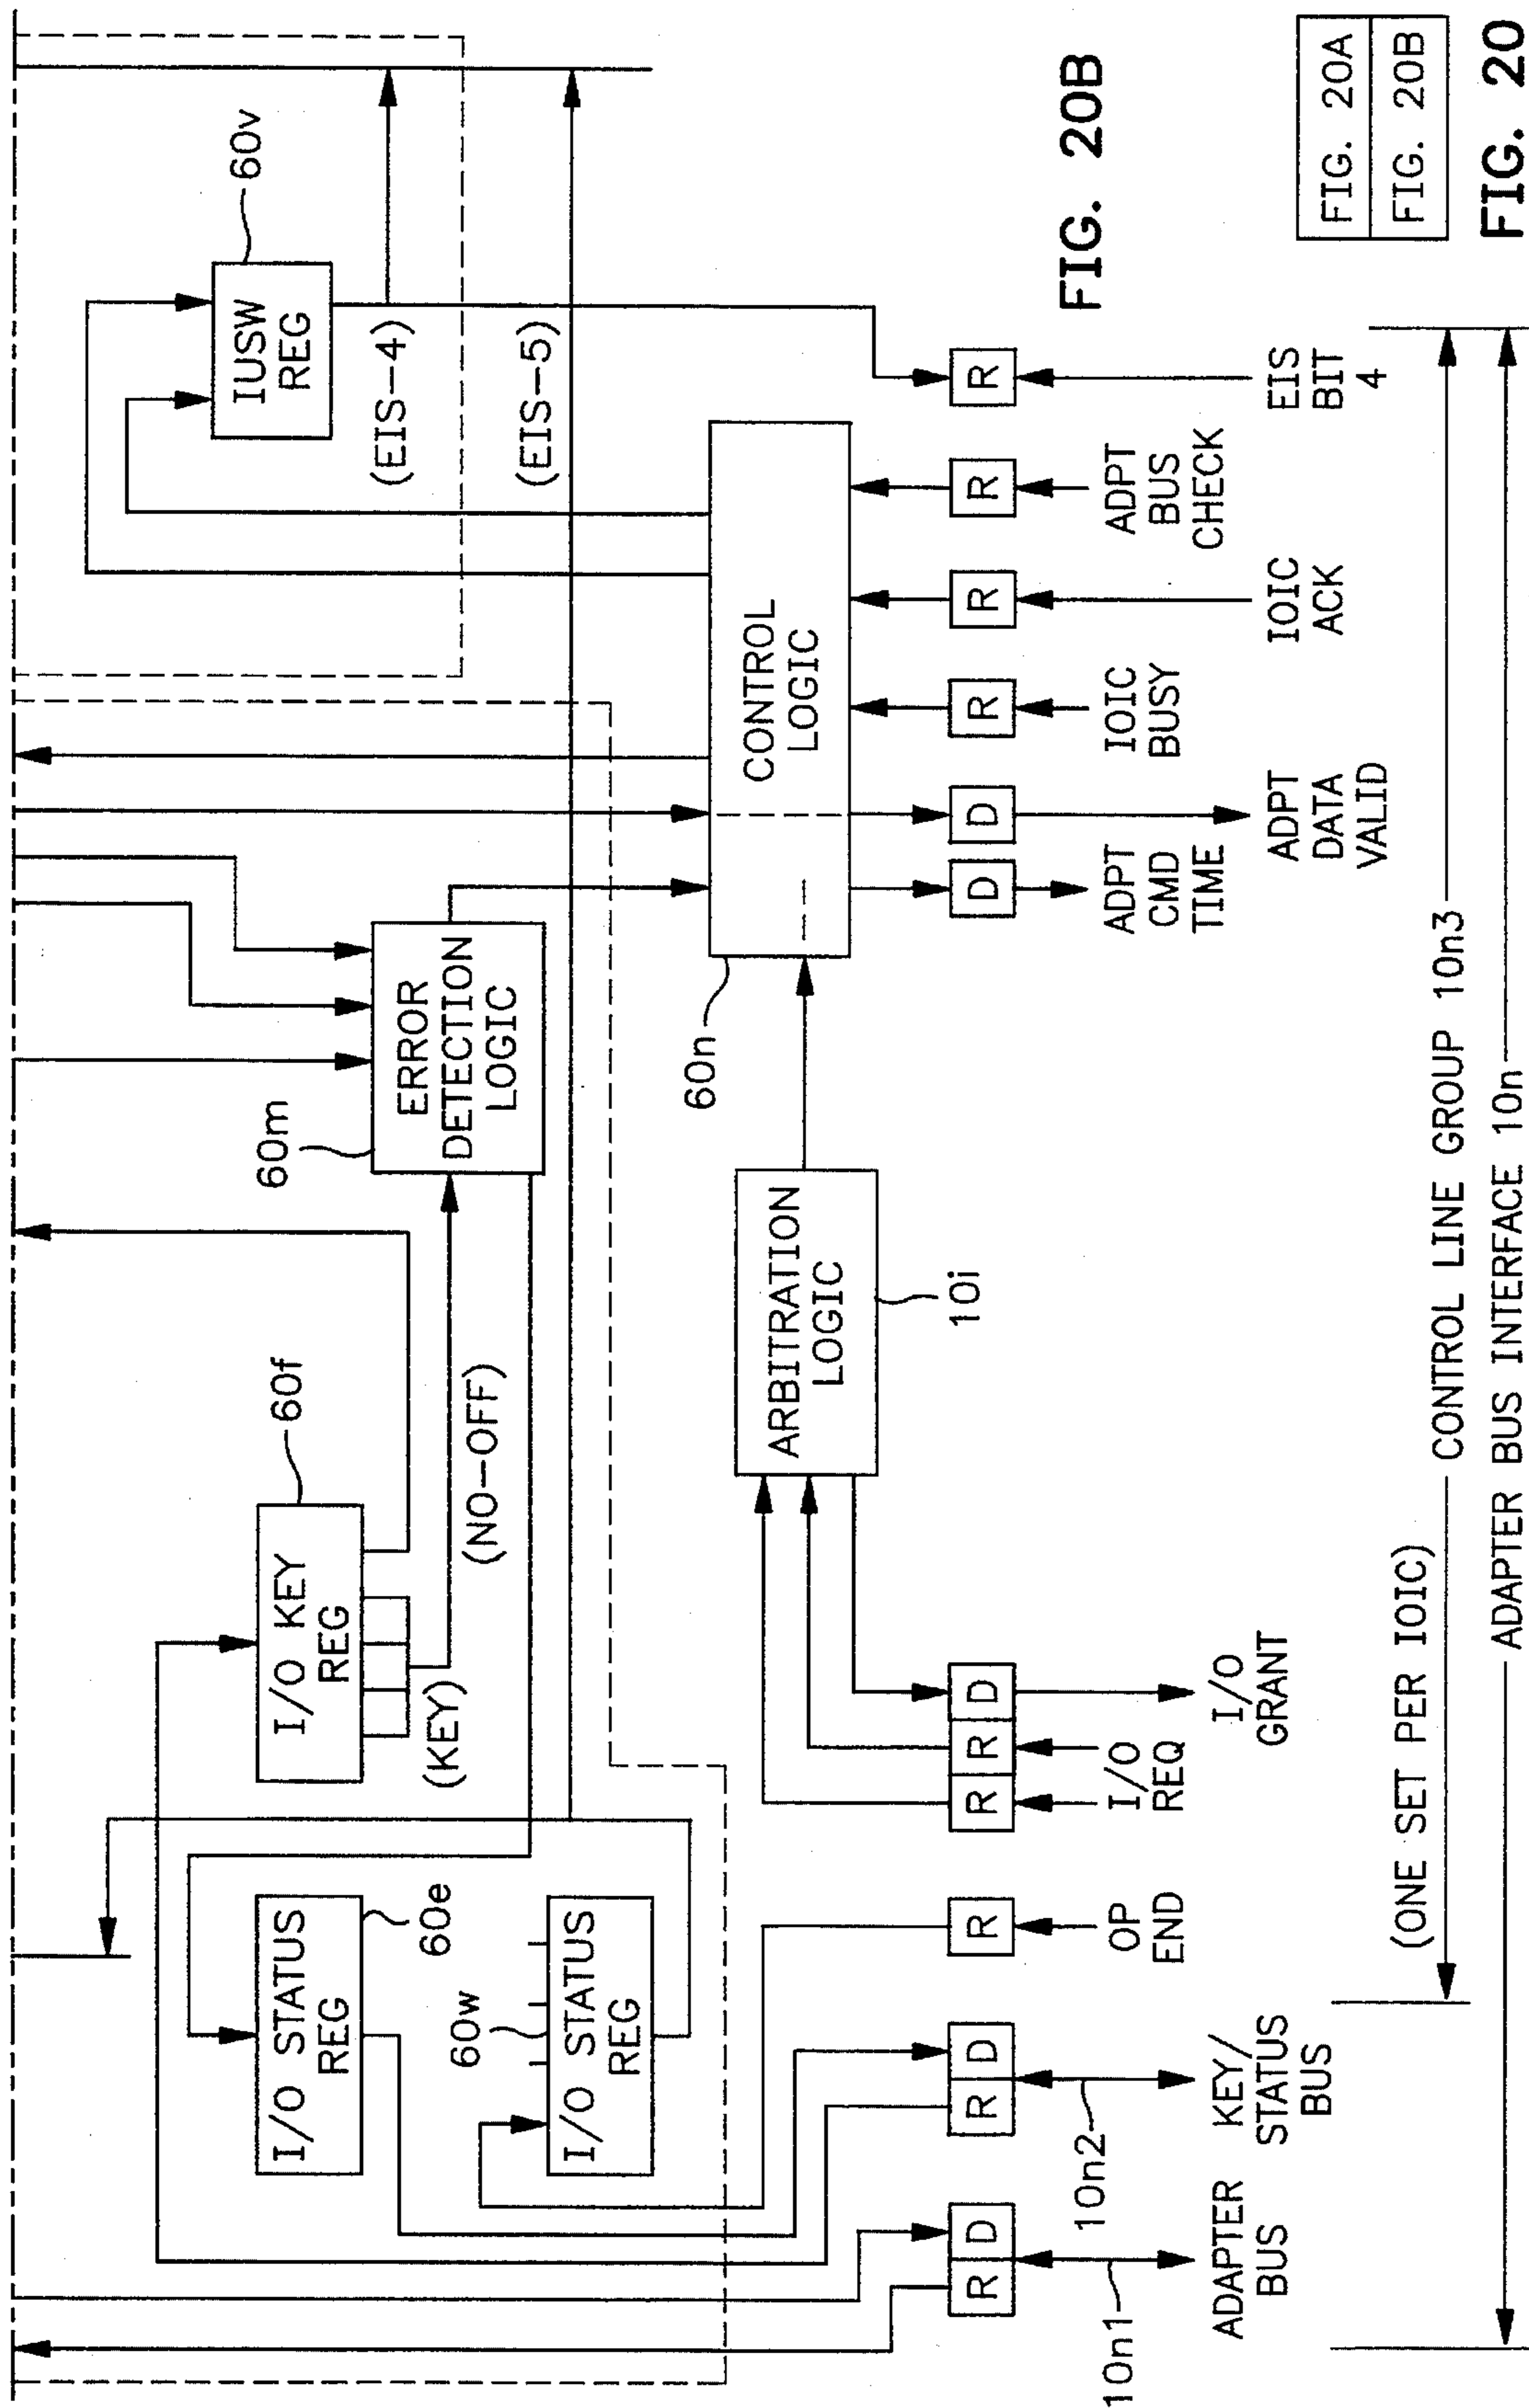 60v
IUSW
REG
(EIS-4)
(EIS-5)
60f
I/O KEY
REG
(KEY)
(NO-OFF)
60m
ERROR
DETECTION
LOGIC
I/O STATUS
REG
60e
60w
I/O STATUS
REG
60n
CONTROL
LOGIC
ARBITRATION
LOGIC
10i
R
D
R
D
R
R
R
D
D
D
R
R
R
R
10n1
ADAPTER
BUS
10n2
KEY/
STATUS
BUS
OP
END
I/O
REQ
I/O
GRANT
ADPT
CMD
TIME
ADPT
DATA
VALID
IOIC
BUSY
IOIC
ACK
ADPT
BUS
CHECK
EIS
BIT
4
(ONE SET PER IOIC)
CONTROL LINE GROUP 10n3
ADAPTER BUS INTERFACE 10n
FIG. 20B
FIG. 20A
FIG. 20B
FIG. 20